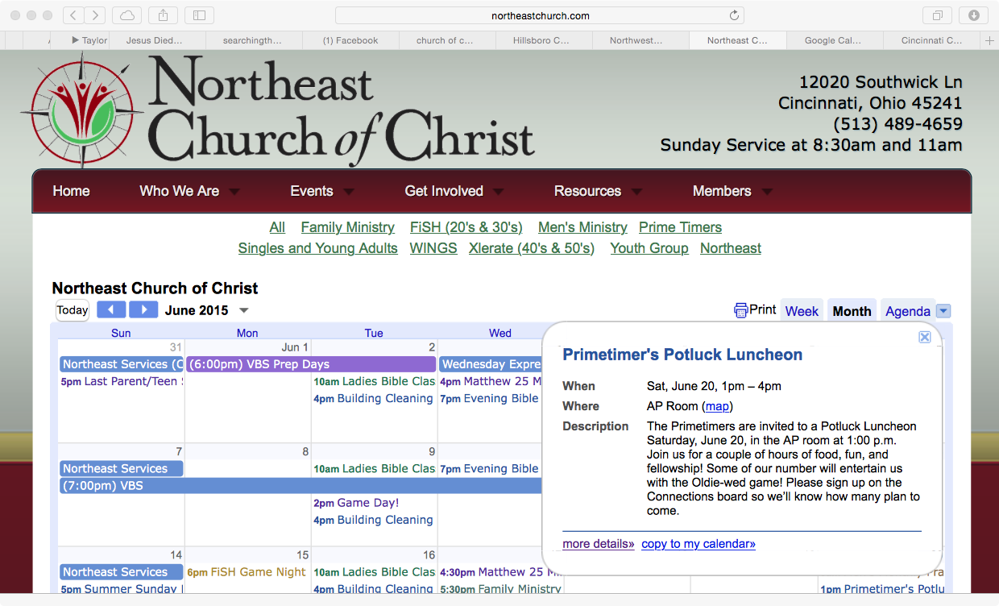 northeastchurch.com
Taylor
Jesus Died...
searchingth...
(1) Facebook
church of c...
Hillsboro C...
Northwest...
Northeast C...
Google Cal...
Cincinnati C...
Northeast
Church of Christ
12020 Southwick Ln
Cincinnati, Ohio 45241
(513) 489-4659
Sunday Service at 8:30am and 11am
Home Who We Are Events Get Involved Resources Members
All Family Ministry FiSH (20's & 30's) Men's Ministry Prime Timers
Singles and Young Adults WINGS Xlerate (40's & 50's) Youth Group Northeast
Northeast Church of Christ
Today June 2015 Print Week Month Agenda
Sun Mon Tue Wed
31 Jun 1 2
Northeast Services (C (6:00pm) VBS Prep Days Wednesday Expre
5pm Last Parent/Teen 10am Ladies Bible Clas 4pm Matthew 25 M
4pm Building Cleaning 7pm Evening Bible
7 8 9
Northeast Services 10am Ladies Bible Clas 7pm Evening Bible
(7:00pm) VBS
2pm Game Day!
4pm Building Cleaning
14 15 16
Northeast Services 6pm FiSH Game Night 10am Ladies Bible Clas 4:30pm Matthew 25 M
5pm Summer Sunday 4pm Building Cleaning 5:30pm Family Ministry 1pm Primetimer's Potlu
Primetimer's Potluck Luncheon
When Sat, June 20, 1pm – 4pm
Where AP Room (map)
Description The Primetimers are invited to a Potluck Luncheon
Saturday, June 20, in the AP room at 1:00 p.m.
Join us for a couple of hours of food, fun, and
fellowship! Some of our number will entertain us
with the Oldie-wed game! Please sign up on the
Connections board so we'll know how many plan to
come.
more details» copy to my calendar»